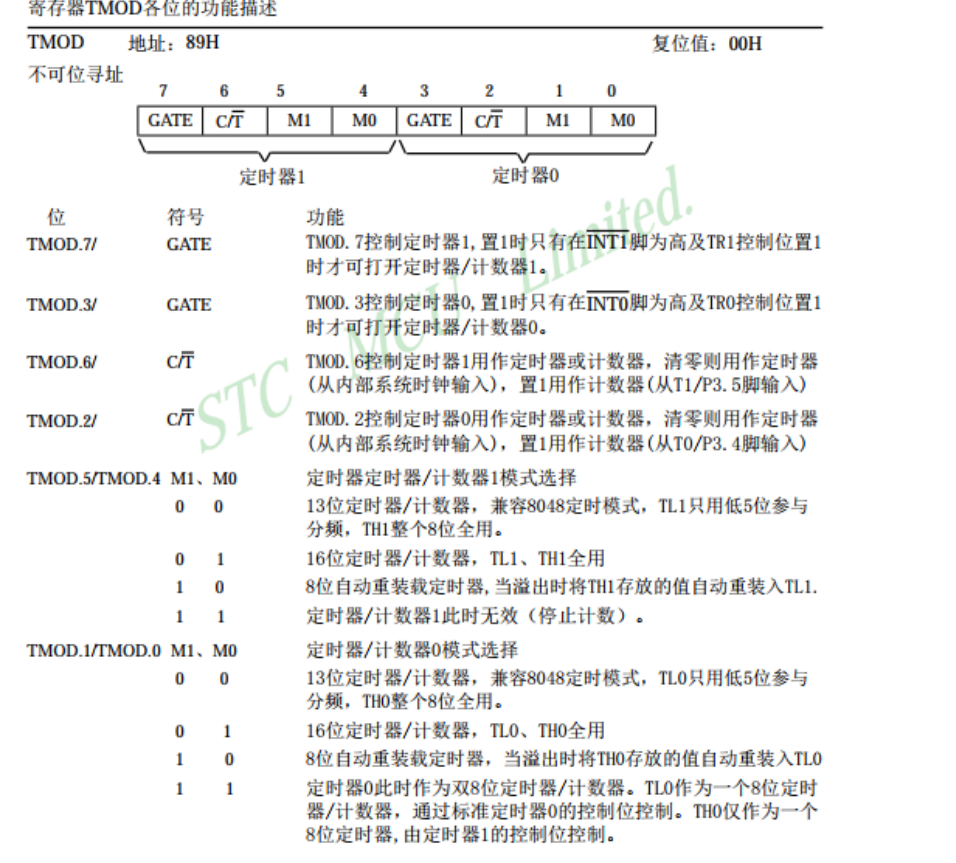 寄存器TMOD各位的功能描述
TMOD 地址：89H 复位值：00H
不可位寻址
7 6 5 4 3 2 1 0
GATE C/T̅ M1 M0 GATE C/T̅ M1 M0
定时器1 定时器0
位 符号 功能
TMOD.7/ GATE TMOD.7控制定时器1,置1时只有在I̅N̅T̅1̅脚为高及TR1控制位置1
时才可打开定时器/计数器1。
TMOD.3/ GATE TMOD.3控制定时器0,置1时只有在I̅N̅T̅0̅脚为高及TR0控制位置1
时才可打开定时器/计数器0。
TMOD.6/ C/T̅ TMOD.6控制定时器1用作定时器或计数器，清零则用作定时器
(从内部系统时钟输入)，置1用作计数器(从T1/P3.5脚输入)
TMOD.2/ C/T̅ TMOD.2控制定时器0用作定时器或计数器，清零则用作定时器
(从内部系统时钟输入)，置1用作计数器(从T0/P3.4脚输入)
TMOD.5/TMOD.4 M1、M0 定时器定时器/计数器1模式选择
0 0 13位定时器/计数器，兼容8048定时模式，TL1只用低5位参与
分频，TH1整个8位全用。
0 1 16位定时器/计数器，TL1、TH1全用
1 0 8位自动重装载定时器,当溢出时将TH1存放的值自动重装入TL1.
1 1 定时器/计数器1此时无效（停止计数）。
TMOD.1/TMOD.0 M1、M0 定时器/计数器0模式选择
0 0 13位定时器/计数器，兼容8048定时模式，TL0只用低5位参与
分频，TH0整个8位全用。
0 1 16位定时器/计数器，TL0、TH0全用
1 0 8位自动重装载定时器，当溢出时将TH0存放的值自动重装入TL0
1 1 定时器0此时作为双8位定时器/计数器。TL0作为一个8位定时
器/计数器，通过标准定时器0的控制位控制。TH0仅作为一个
8位定时器,由定时器1的控制位控制。
STC MCU Limited.